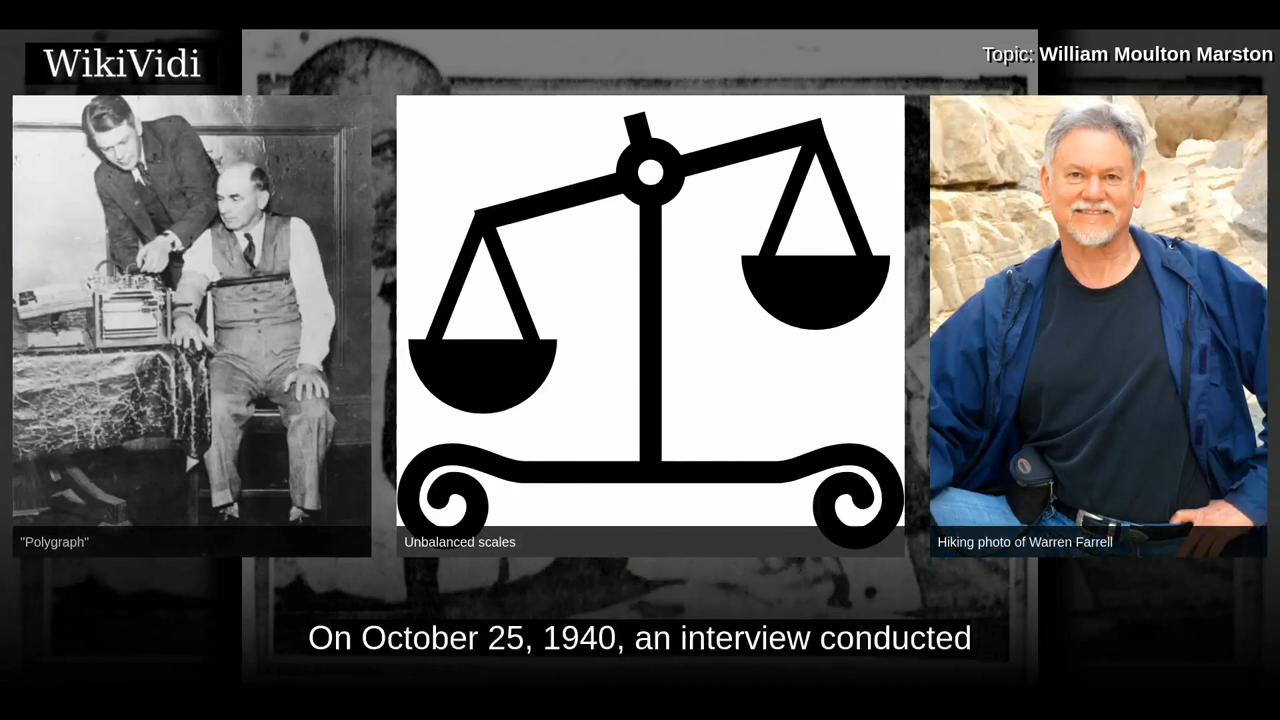 WikiVidi
Topic: William Moulton Marston
"Polygraph"
Unbalanced scales
Hiking photo of Warren Farrell
On October 25, 1940, an interview conducted